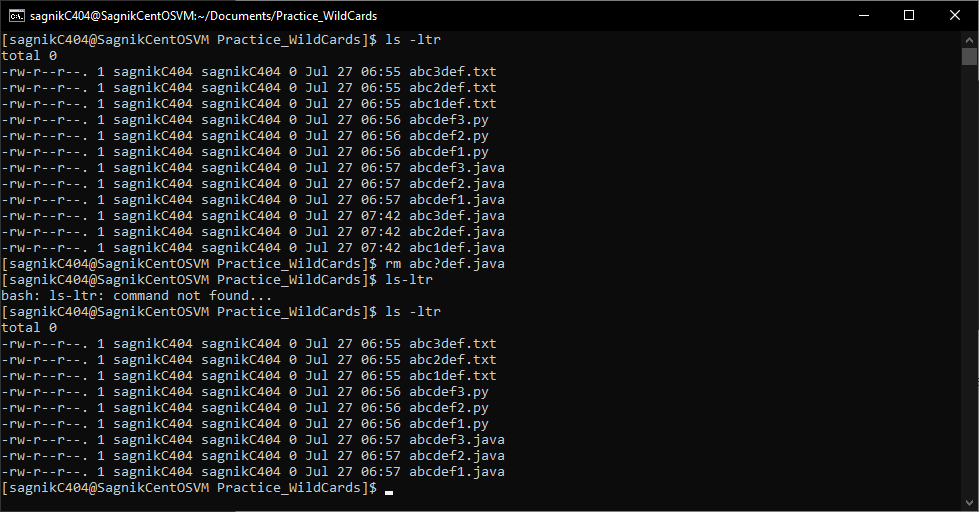 sagnikC404@SagnikCentOSVM:~/Documents/Practice_WildCards
[sagnikC404@SagnikCentOSVM Practice_WildCards]$ ls -ltr
total 0
-rw-r--r--. 1 sagnikC404 sagnikC404 0 Jul 27 06:55 abc3def.txt
-rw-r--r--. 1 sagnikC404 sagnikC404 0 Jul 27 06:55 abc2def.txt
-rw-r--r--. 1 sagnikC404 sagnikC404 0 Jul 27 06:55 abc1def.txt
-rw-r--r--. 1 sagnikC404 sagnikC404 0 Jul 27 06:56 abcdef3.py
-rw-r--r--. 1 sagnikC404 sagnikC404 0 Jul 27 06:56 abcdef2.py
-rw-r--r--. 1 sagnikC404 sagnikC404 0 Jul 27 06:56 abcdef1.py
-rw-r--r--. 1 sagnikC404 sagnikC404 0 Jul 27 06:57 abcdef3.java
-rw-r--r--. 1 sagnikC404 sagnikC404 0 Jul 27 06:57 abcdef2.java
-rw-r--r--. 1 sagnikC404 sagnikC404 0 Jul 27 06:57 abcdef1.java
-rw-r--r--. 1 sagnikC404 sagnikC404 0 Jul 27 07:42 abc3def.java
-rw-r--r--. 1 sagnikC404 sagnikC404 0 Jul 27 07:42 abc2def.java
-rw-r--r--. 1 sagnikC404 sagnikC404 0 Jul 27 07:42 abc1def.java
[sagnikC404@SagnikCentOSVM Practice_WildCards]$ rm abc?def.java
[sagnikC404@SagnikCentOSVM Practice_WildCards]$ ls-ltr
bash: ls-ltr: command not found...
[sagnikC404@SagnikCentOSVM Practice_WildCards]$ ls -ltr
total 0
-rw-r--r--. 1 sagnikC404 sagnikC404 0 Jul 27 06:55 abc3def.txt
-rw-r--r--. 1 sagnikC404 sagnikC404 0 Jul 27 06:55 abc2def.txt
-rw-r--r--. 1 sagnikC404 sagnikC404 0 Jul 27 06:55 abc1def.txt
-rw-r--r--. 1 sagnikC404 sagnikC404 0 Jul 27 06:56 abcdef3.py
-rw-r--r--. 1 sagnikC404 sagnikC404 0 Jul 27 06:56 abcdef2.py
-rw-r--r--. 1 sagnikC404 sagnikC404 0 Jul 27 06:56 abcdef1.py
-rw-r--r--. 1 sagnikC404 sagnikC404 0 Jul 27 06:57 abcdef3.java
-rw-r--r--. 1 sagnikC404 sagnikC404 0 Jul 27 06:57 abcdef2.java
-rw-r--r--. 1 sagnikC404 sagnikC404 0 Jul 27 06:57 abcdef1.java
[sagnikC404@SagnikCentOSVM Practice_WildCards]$